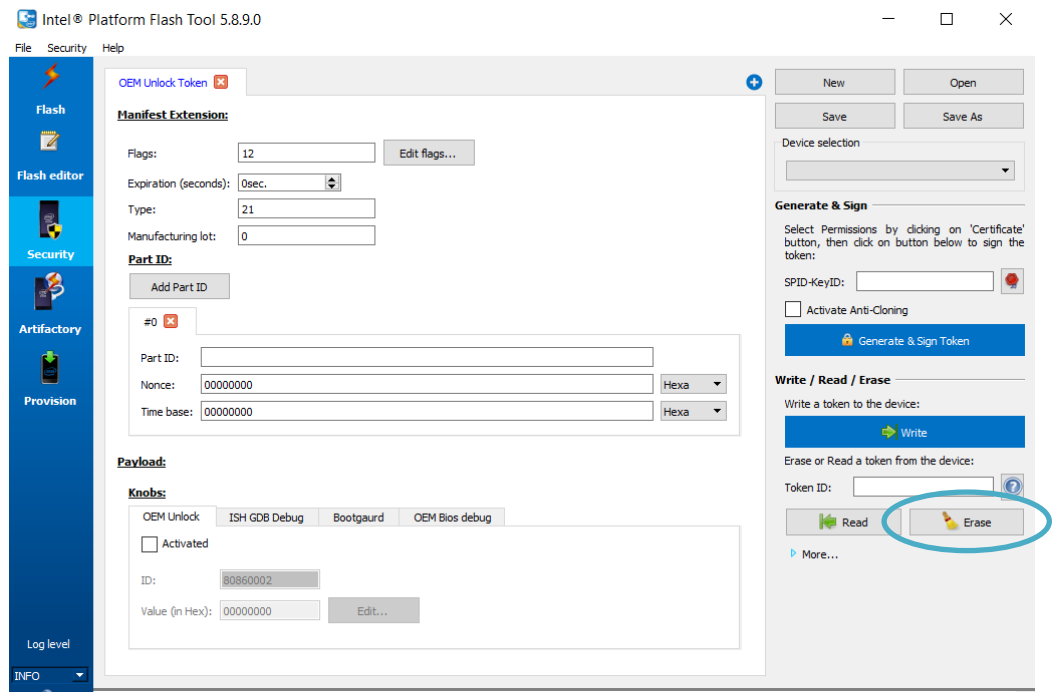 Intel® Platform Flash Tool 5.8.9.0
File Security Help
Flash
Flash editor
Security
Artifactory
Provision
Log level
INFO
OEM Unlock Token
Manifest Extension:
Flags: 12 Edit flags...
Expiration (seconds): 0sec.
Type: 21
Manufacturing lot: 0
Part ID:
Add Part ID
#0
Part ID:
Nonce: 00000000 Hexa
Time base: 00000000 Hexa
Payload:
Knobs:
OEM Unlock ISH GDB Debug Bootgaurd OEM Bios debug
Activated
ID: 80860002
Value (in Hex): 00000000 Edit...
New Open
Save Save As
Device selection
Generate & Sign
Select Permissions by clicking on 'Certificate'
button, then click on button below to sign the
token:
SPID-KeyID:
Activate Anti-Cloning
Generate & Sign Token
Write / Read / Erase
Write a token to the device:
Write
Erase or Read a token from the device:
Token ID:
Read Erase
More...